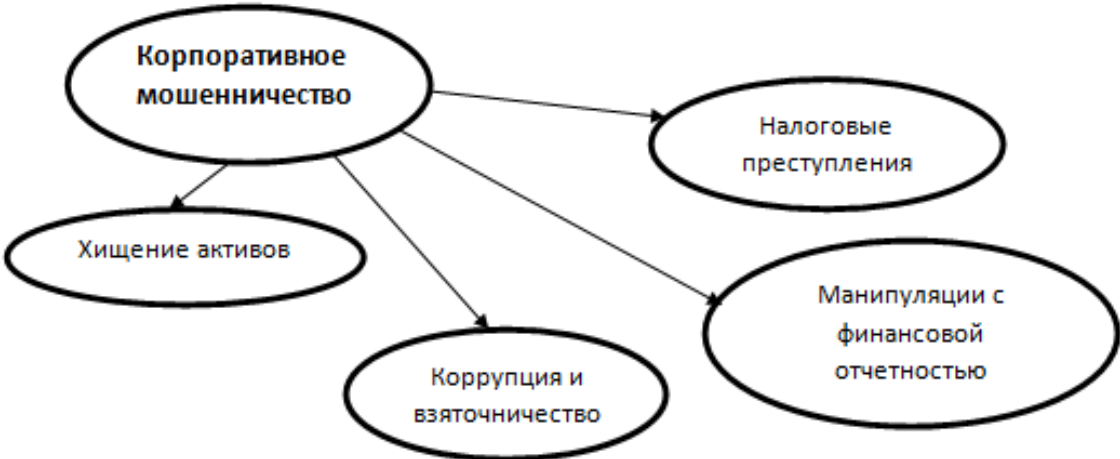 Корпоративное
мошенничество
Налоговые
преступления
Хищение активов
Манипуляции с
финансовой
отчетностью
Коррупция и
взяточничество